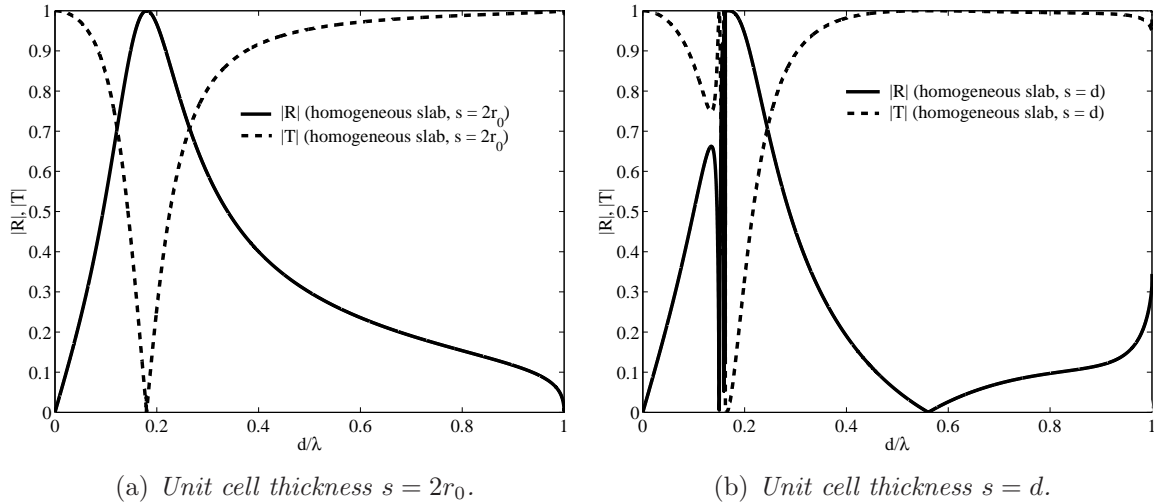 1
0.9
0.8
0.7
0.6
0.5
0.4
0.3
0.2
0.1
0
|R|, |T|
|R| (homogeneous slab, s = 2r₀)
|T| (homogeneous slab, s = 2r₀)
0 0.2 0.4 0.6 0.8 1
d/λ
(a) Unit cell thickness s = 2r₀.
1
0.9
0.8
0.7
0.6
0.5
0.4
0.3
0.2
0.1
0
|R|, |T|
|R| (homogeneous slab, s = d)
|T| (homogeneous slab, s = d)
0 0.2 0.4 0.6 0.8 1
d/λ
(b) Unit cell thickness s = d.